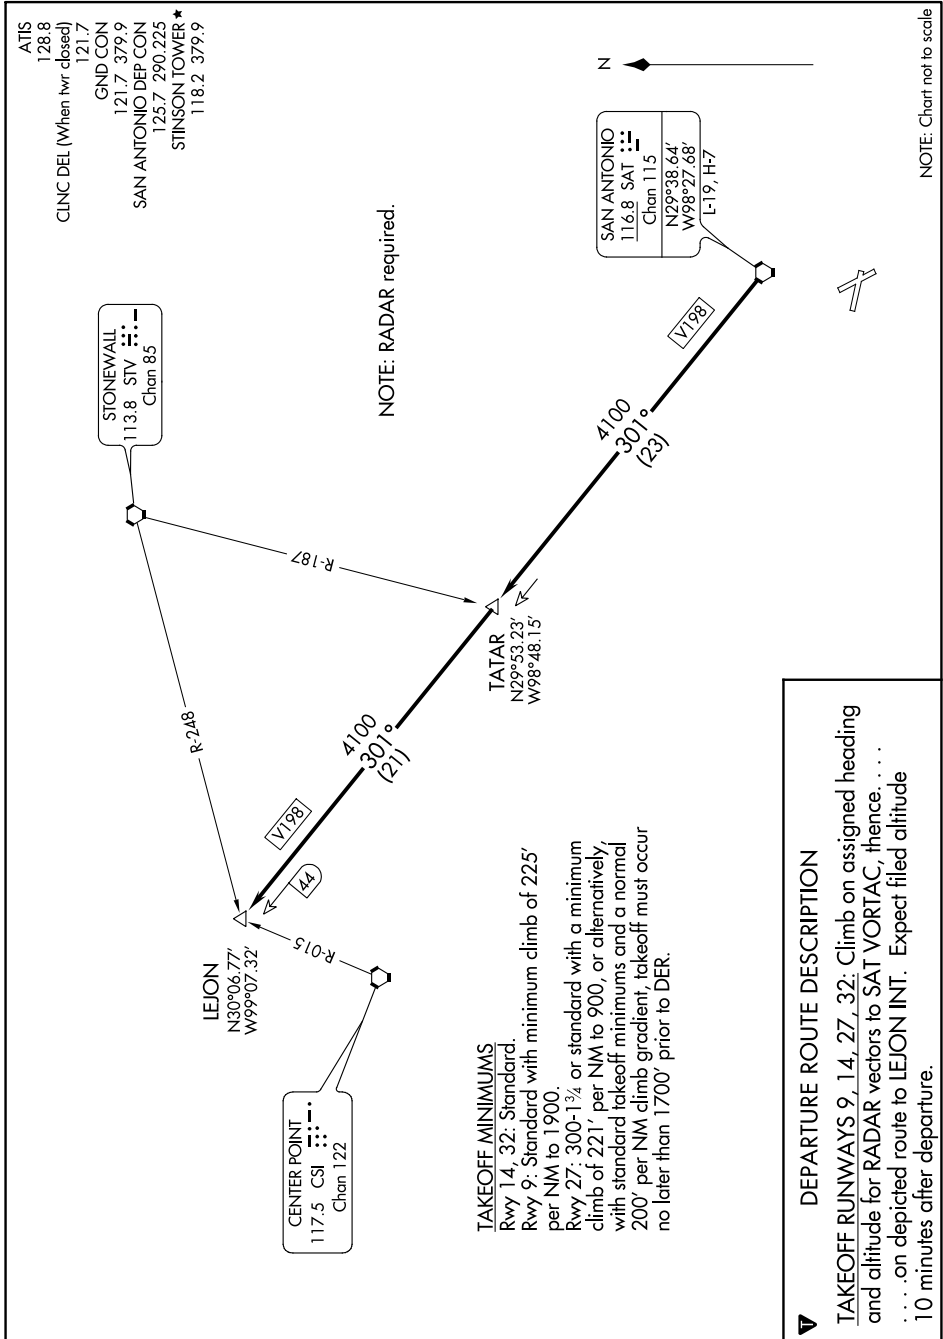 ATIS
128.8
CLNC DEL (When twr closed)
121.7
GND CON
121.7 379.9
SAN ANTONIO DEP CON
125.7 290.225
STINSON TOWER ★
118.2 379.9
STONEWALL
113.8 STV
Chan 85
NOTE: RADAR required.
N
SAN ANTONIO
116.8 SAT
Chan 115
N29°38.64'
W98°27.68'
L-19, H-7
V198
4100
301°
(23)
R-187
R-248
TATAR
N29°53.23'
W98°48.15'
4100
301°
(21)
V198
44
LEJON
N30°06.77'
W99°07.32'
R-015
CENTER POINT
117.5 CSI
Chan 122
TAKEOFF MINIMUMS
Rwy 14, 32: Standard.
Rwy 9: Standard with minimum climb of 225'
per NM to 1900.
Rwy 27: 300-1¾ or standard with a minimum
climb of 221' per NM to 900, or alternatively,
with standard takeoff minimums and a normal
200' per NM climb gradient, takeoff must occur
no later than 1700' prior to DER.
NOTE: Chart not to scale
T
DEPARTURE ROUTE DESCRIPTION
TAKEOFF RUNWAYS 9, 14, 27, 32: Climb on assigned heading
and altitude for RADAR vectors to SAT VORTAC, thence. . . .
. . . .on depicted route to LEJON INT. Expect filed altitude
10 minutes after departure.